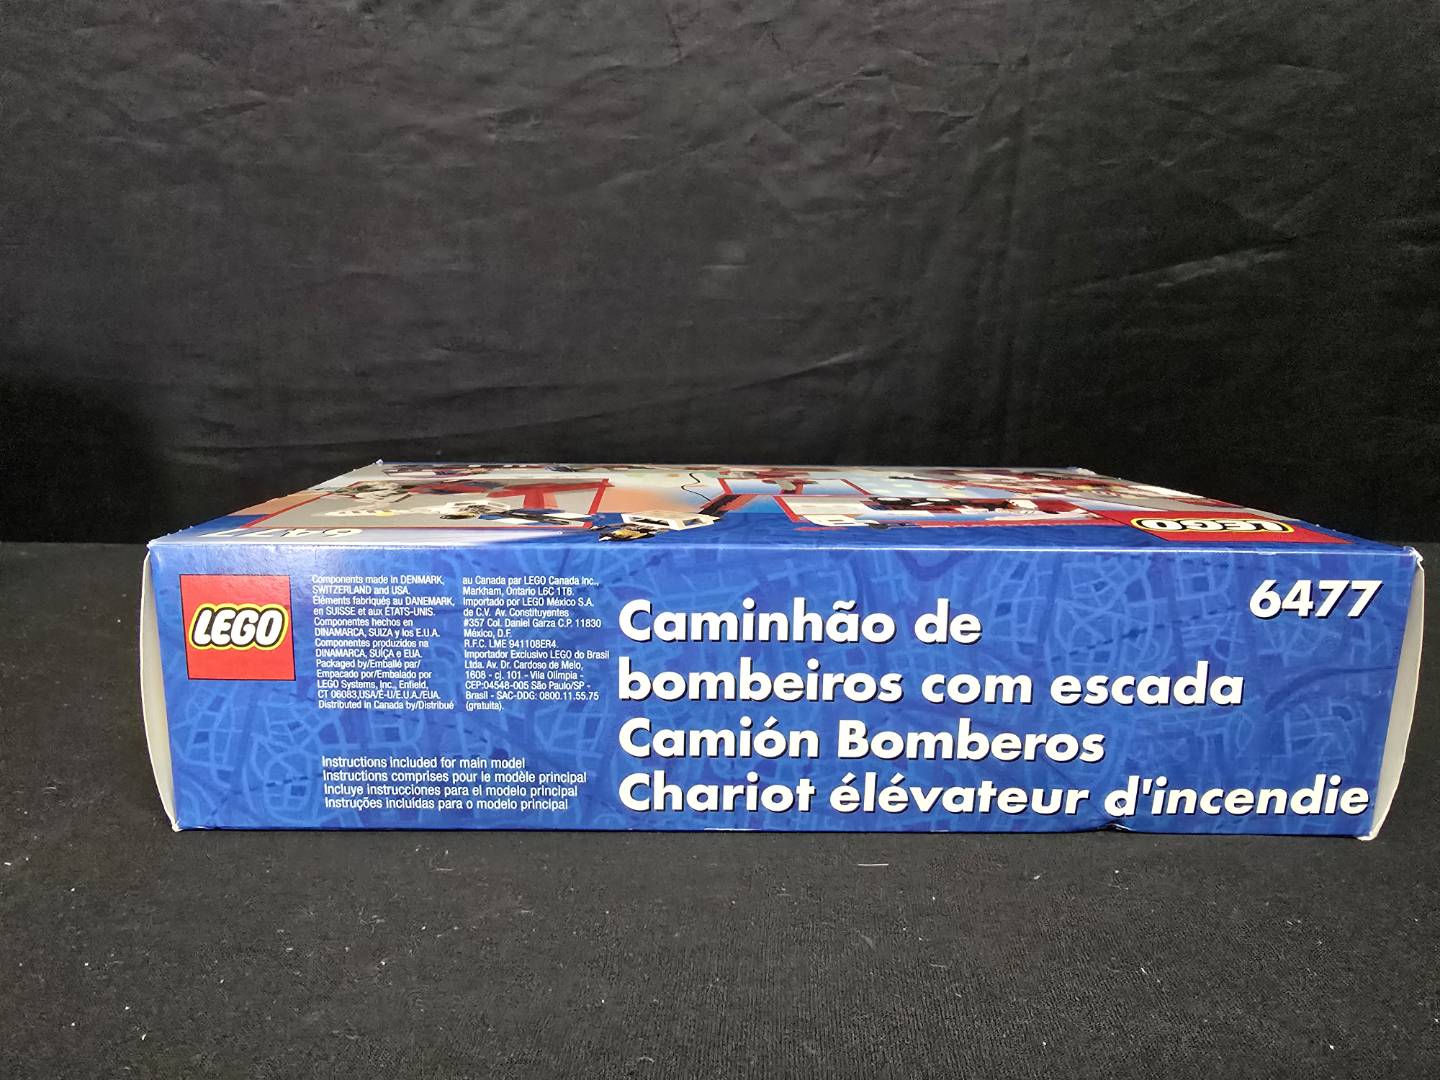 6477
LEGO
LEGO
Components made in DENMARK,
SWITZERLAND and USA.
Eléments fabriqués au DANEMARK,
en SUISSE et aux ETATS-UNIS.
Componentes hechos en
DINAMARCA, SUIZA y los E.U.A.
Componentes produzidos na
DINAMARCA, SUÍÇA e EUA.
Packaged by/Emballé par/
Empacado por/Embalado por
LEGO Systems, Inc., Enfield,
CT 06083,USA/É-U/E.U.A./EUA.
Distributed in Canada by/Distribué
au Canada par LEGO Canada Inc.,
Markham, Ontario L6C 1T8.
Importado por LEGO México S.A.
de C.V. Av. Constituyentes
#357 Col. Daniel Garza C.P. 11830
México, D.F.
R.F.C. LME 941108ER4.
Importador Exclusivo LEGO do Brasil
Ltda. Av. Dr. Cardoso de Melo,
1608 - cj. 101 - Vila Olímpia -
CEP:04548-005 São Paulo/SP -
Brasil - SAC-DDG: 0800.11.55.75
(gratuita).
Instructions included for main model
Instructions comprises pour le modèle principal
Incluye instrucciones para el modelo principal
Instruções incluídas para o modelo principal
6477
Caminhão de
bombeiros com escada
Camión Bomberos
Chariot élévateur d'incendie